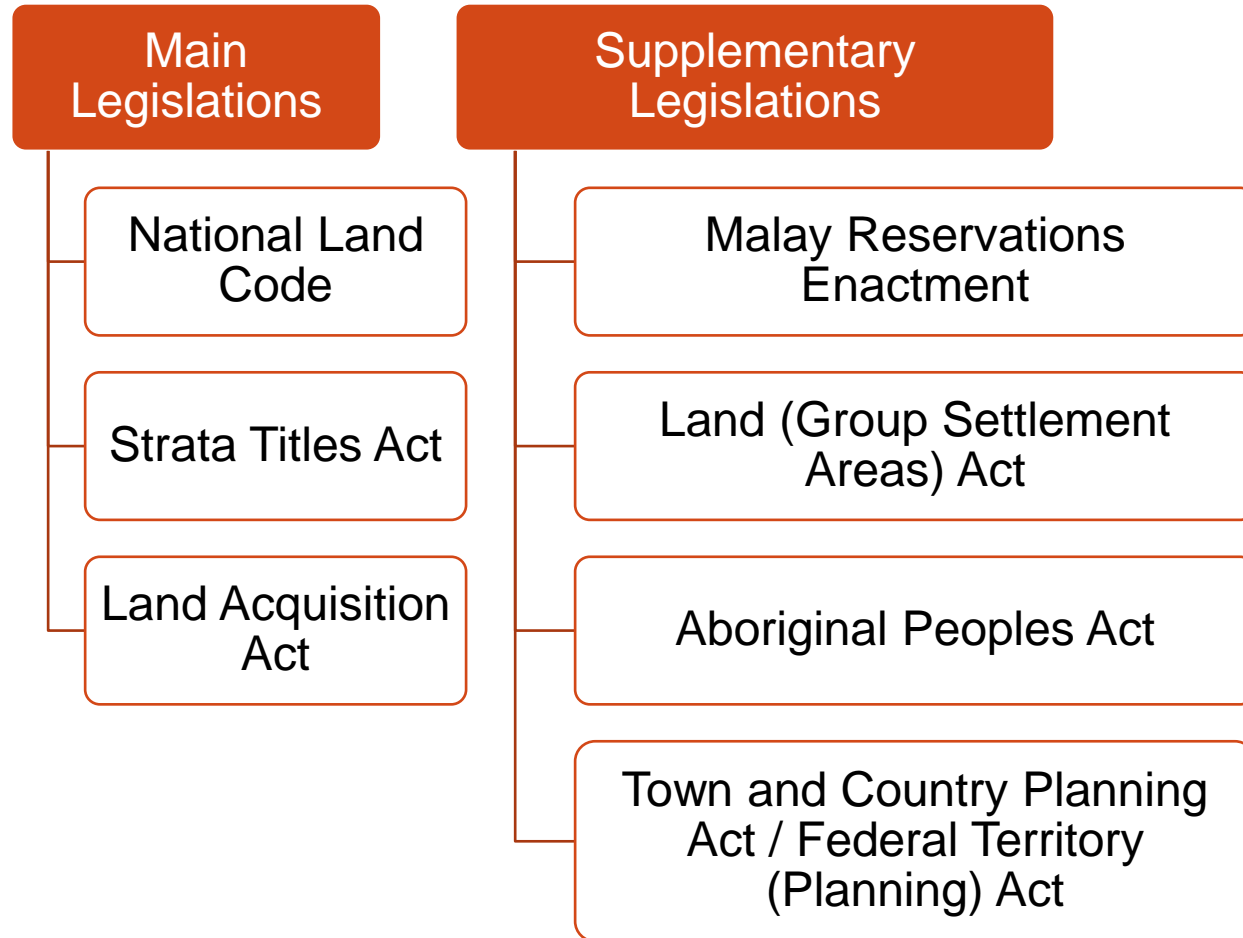 Main
Legislations
National Land
Code
Strata Titles Act
Land Acquisition
Act
Supplementary
Legislations
Malay Reservations
Enactment
Land (Group Settlement
Areas) Act
Aboriginal Peoples Act
Town and Country Planning
Act / Federal Territory
(Planning) Act